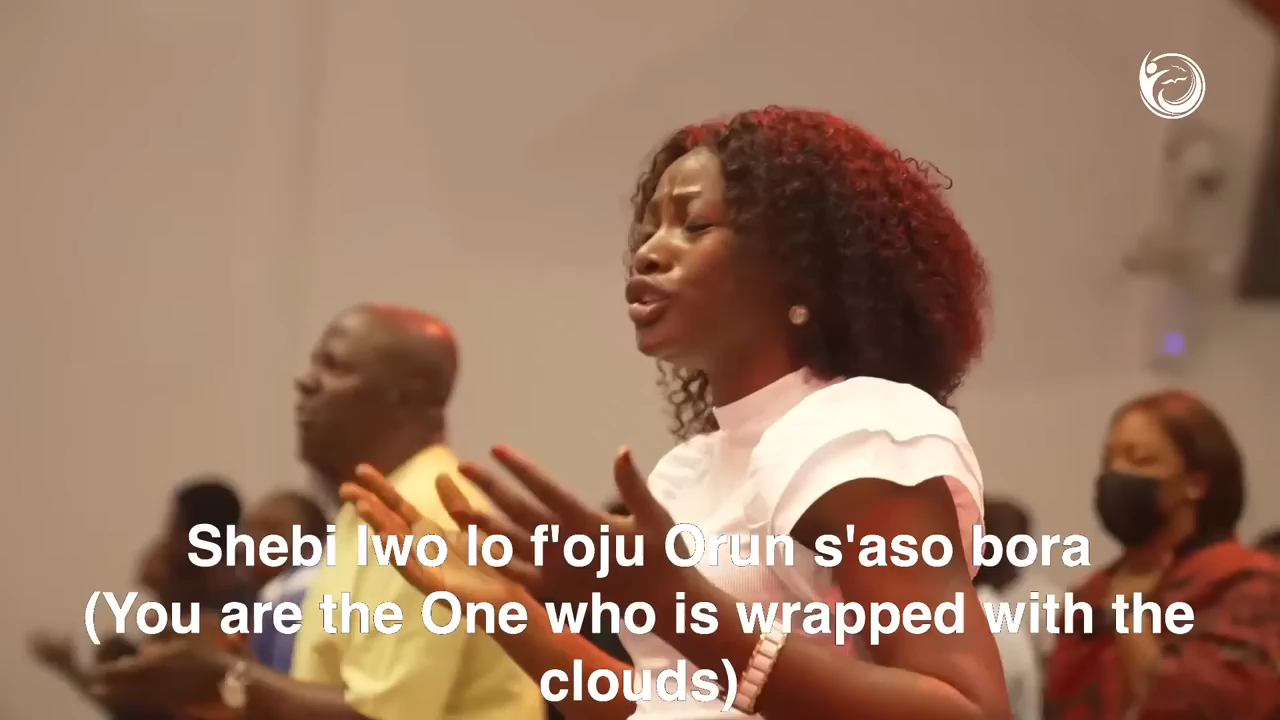 Shebi Iwo lo f'oju Orun s'aso bora
(You are the One who is wrapped with the
clouds)